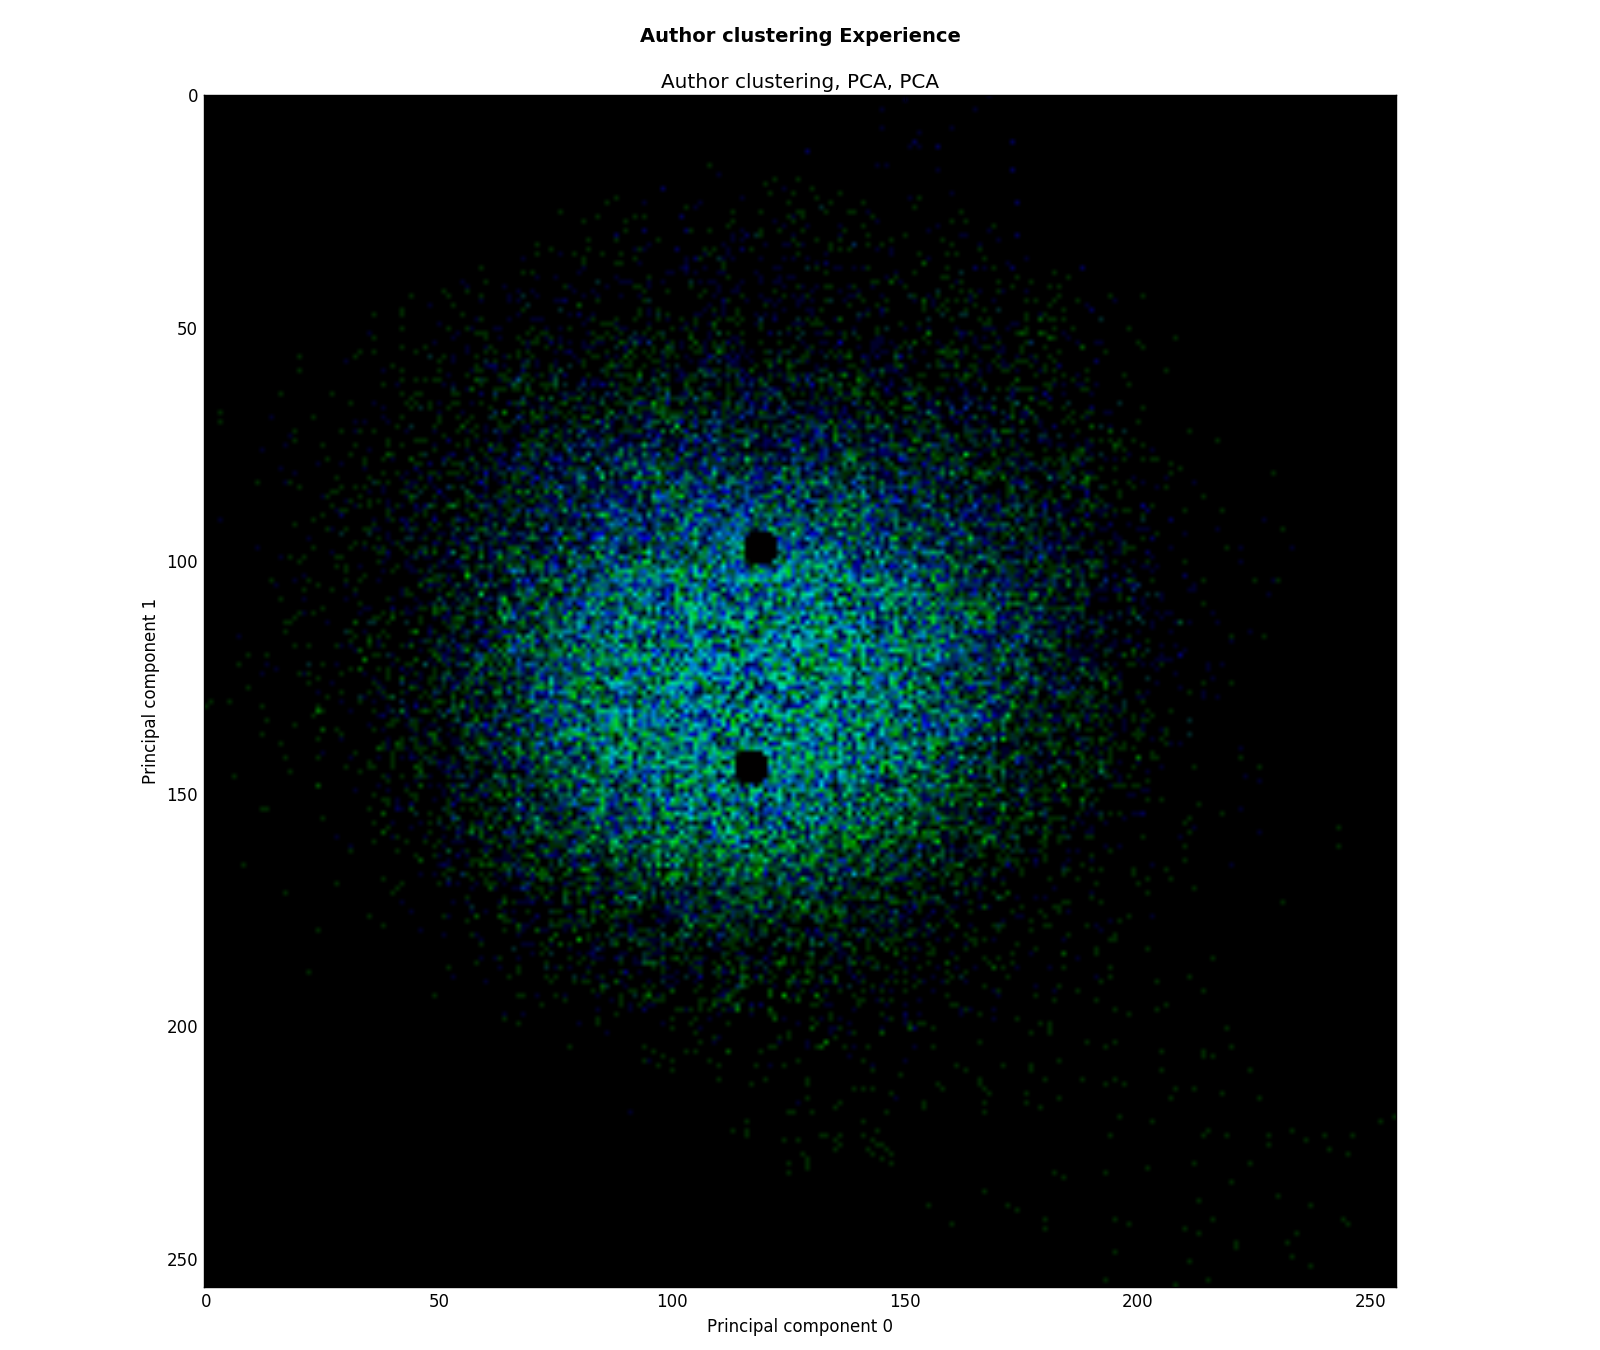 Author clustering Experience
Author clustering, PCA, PCA
0
50
100
150
200
250
Principal component 1
0 50 100 150 200 250
Principal component 0